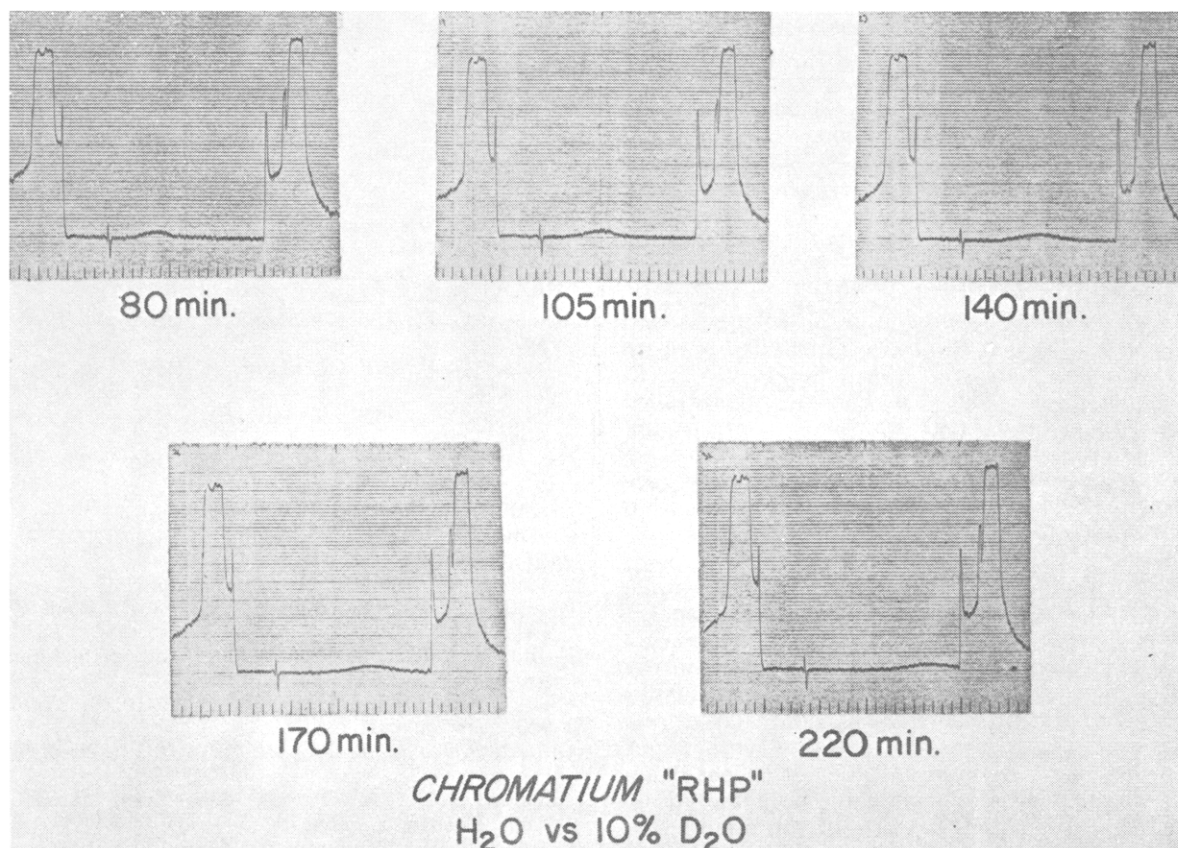 80 min.
105 min.
140 min.
170 min.
220 min.
CHROMATIUM "RHP"
H₂O vs 10% D₂O